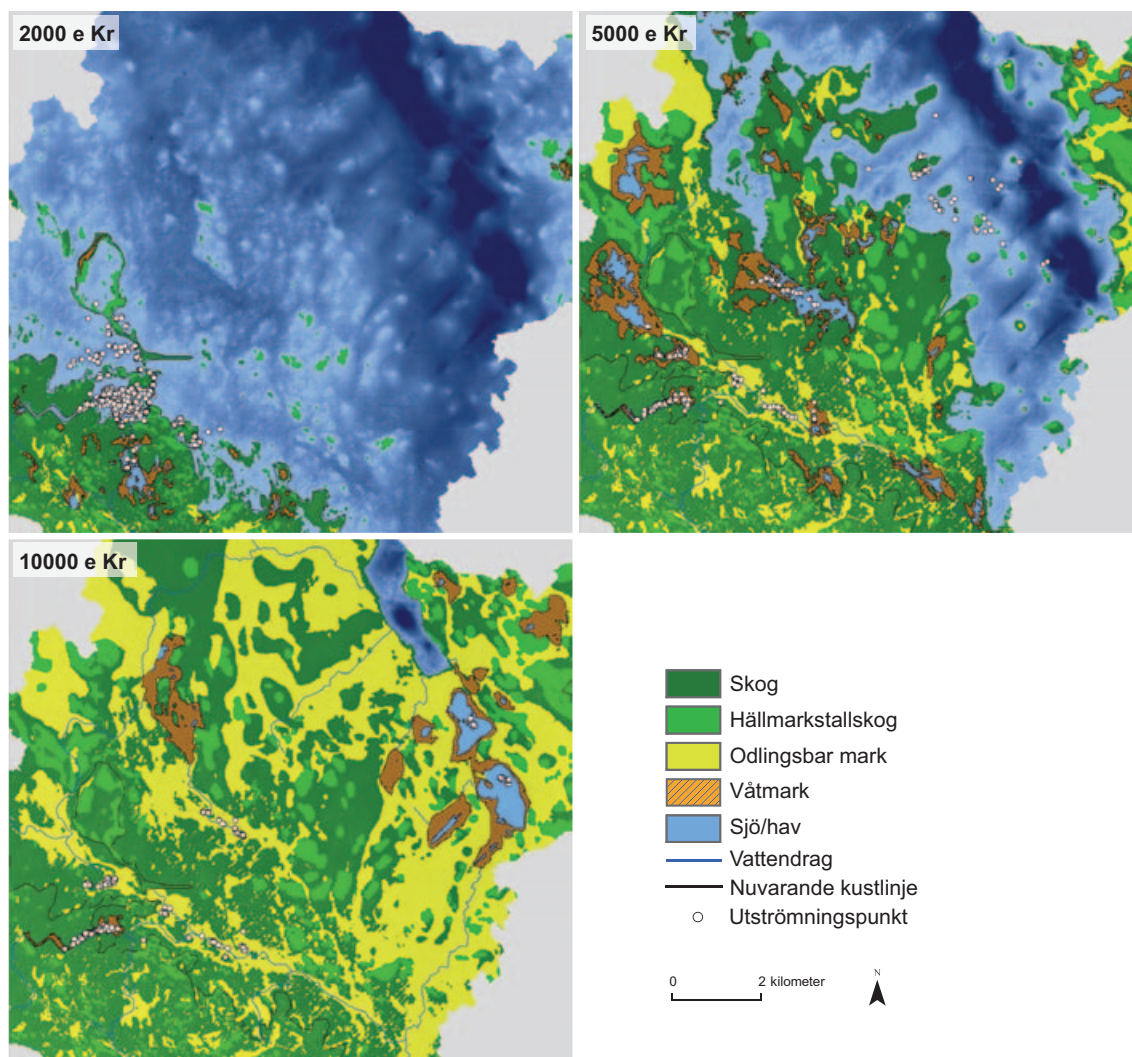 2000 e Kr
5000 e Kr
10000 e Kr
Skog
Hällmarkstallskog
Odlingsbar mark
Våtmark
Sjö/hav
Vattendrag
Nuvarande kustlinje
Utströmningspunkt
0 2 kilometer
N